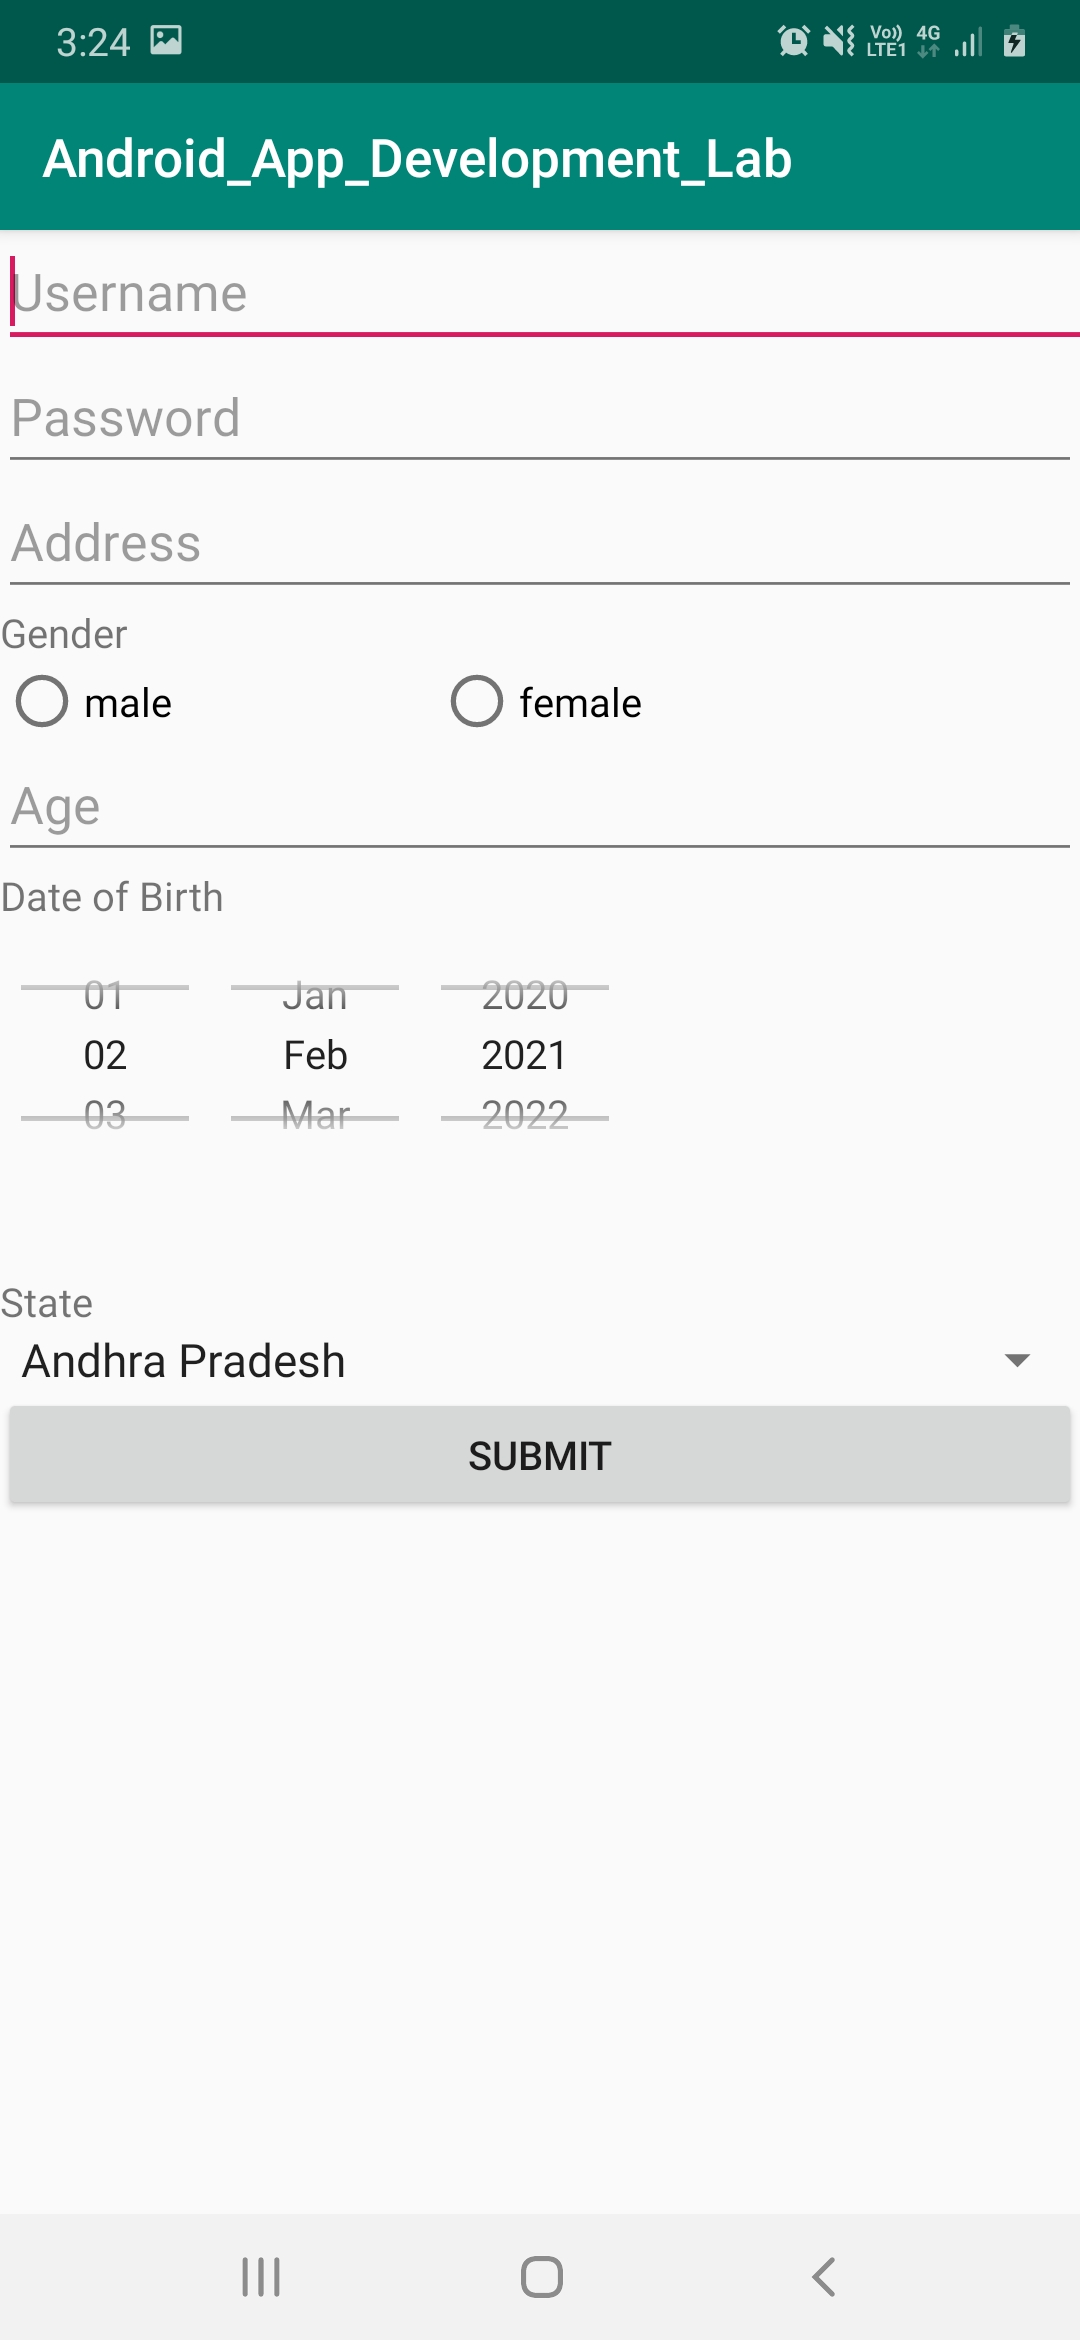 3:24 Vo)) LTE1 4G
Android_App_Development_Lab
Username
Password
Address
Gender
male female
Age
Date of Birth
01 Jan 2020
02 Feb 2021
03 Mar 2022
State
Andhra Pradesh
SUBMIT